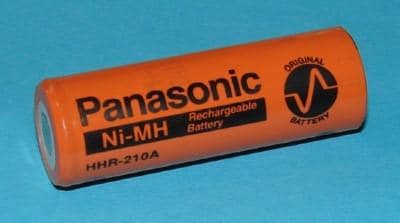 Panasonic
Ni-MH
Rechargeable
Battery
HHR-210A
ORIGINAL
BATTERY